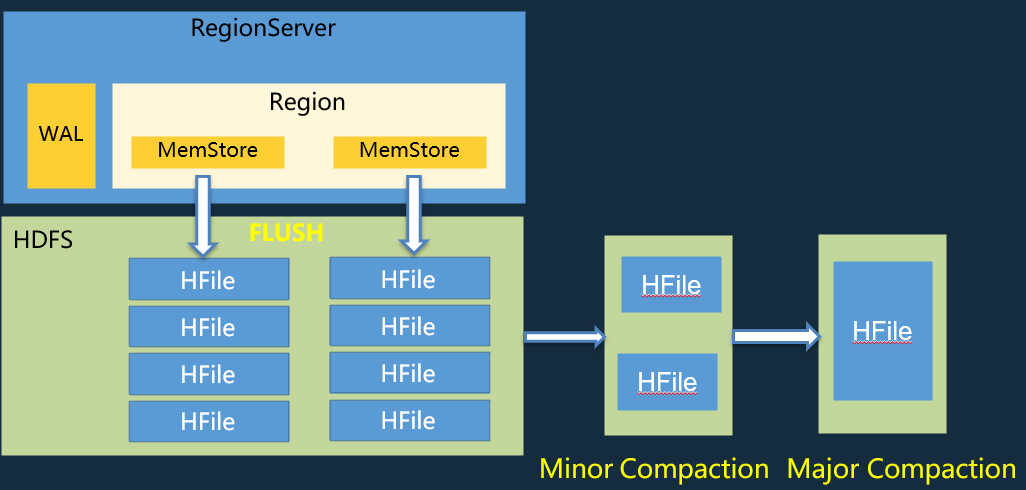 RegionServer
WAL
Region
MemStore
MemStore
HDFS
FLUSH
HFile
HFile
HFile
HFile
HFile
HFile
HFile
HFile
HFile
HFile
HFile
Minor Compaction
Major Compaction